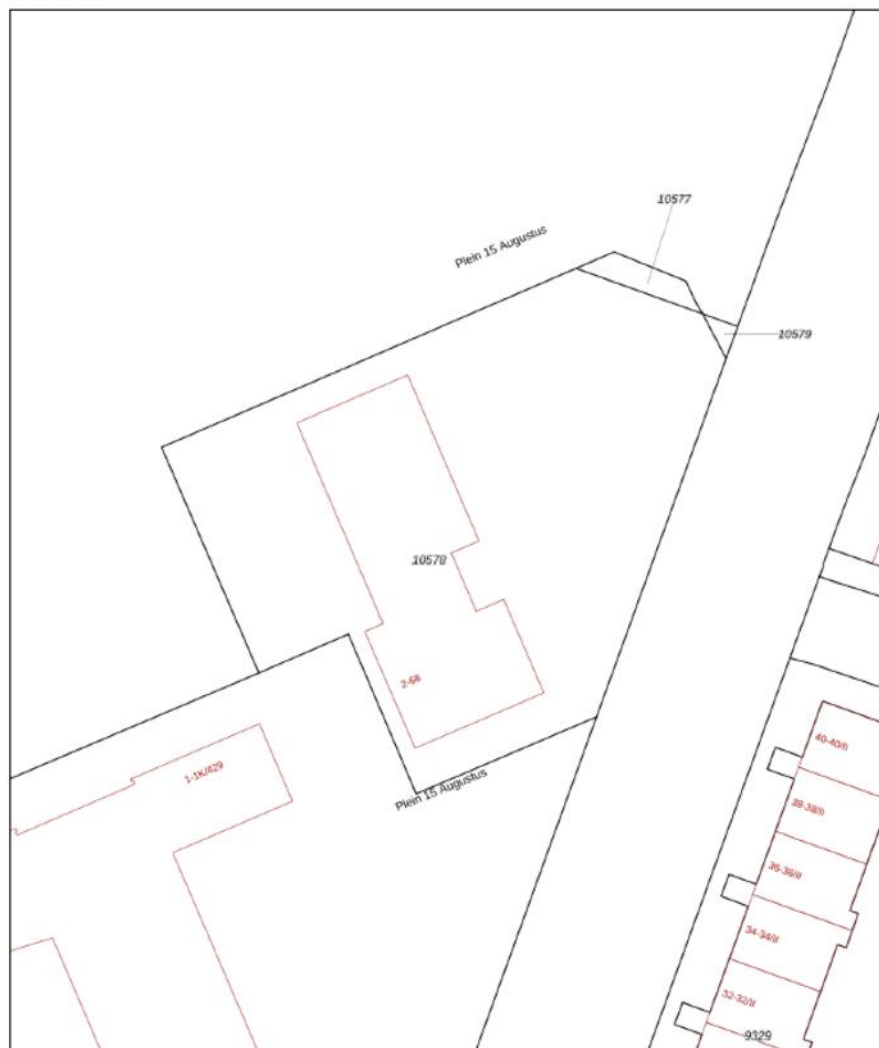 10577
Plein 15 Augustus
10579
10578
2-68
Plein 15 Augustus
1-1K/429
40-40/II
38-38/II
36-36/II
34-34/II
32-32/II
9329